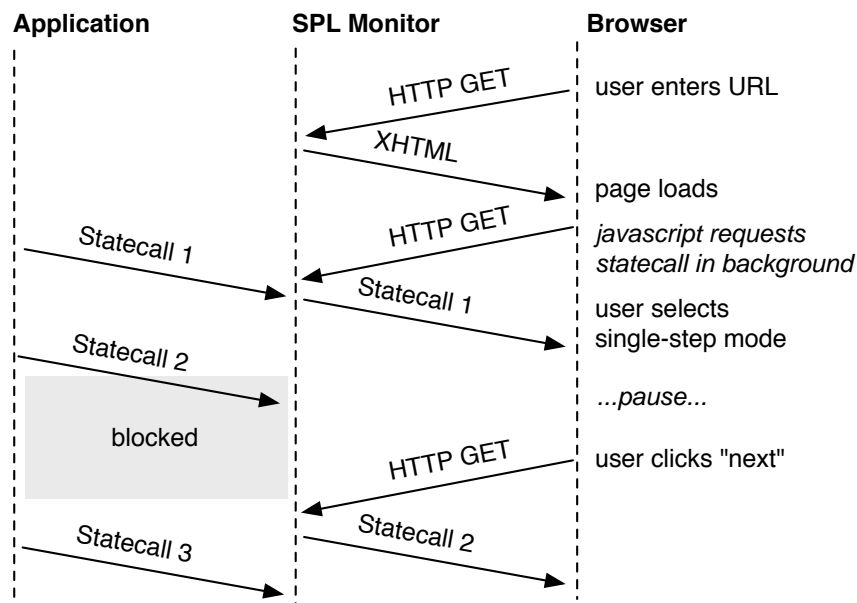 Application SPL Monitor Browser
HTTP GET
user enters URL
XHTML
page loads
HTTP GET
javascript requests
statecall in background
Statecall 1
Statecall 1
user selects
single-step mode
Statecall 2
...pause...
blocked
HTTP GET
user clicks "next"
Statecall 3
Statecall 2